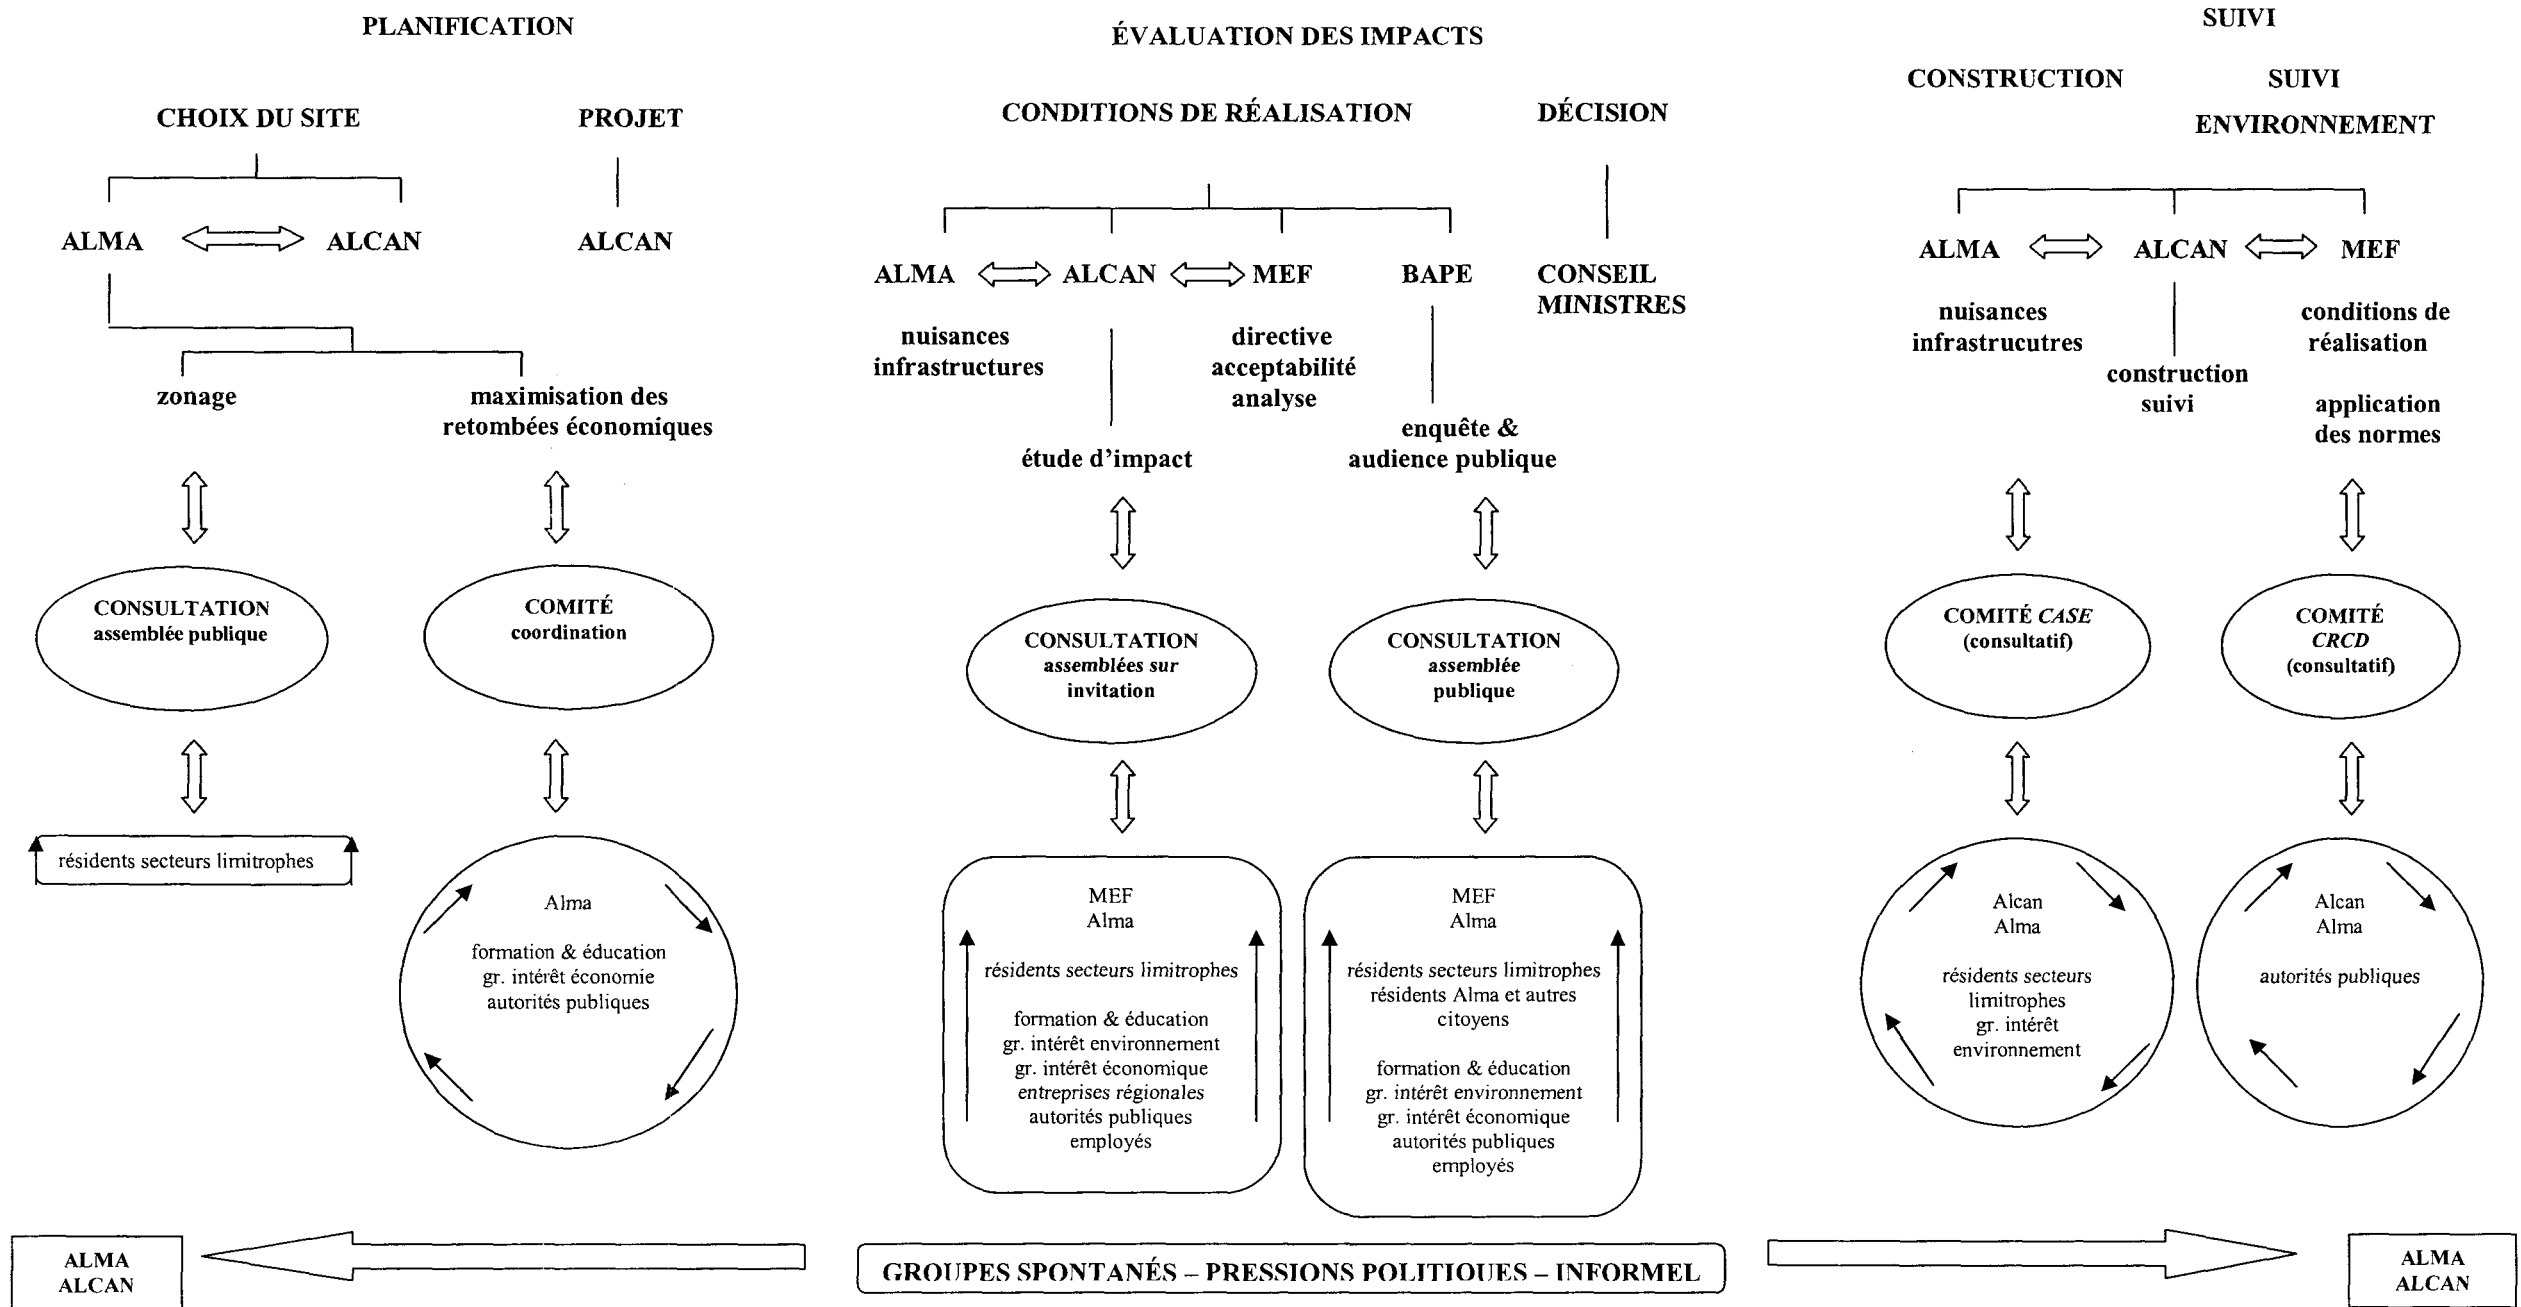 PLANIFICATION
CHOIX DU SITE
PROJET
ALMA
ALCAN
ALCAN
zonage
maximisation des
retombées économiques
CONSULTATION
assemblée publique
COMITÉ
coordination
résidents secteurs limitrophes
Alma
formation & éducation
gr. intérêt économie
autorités publiques
ÉVALUATION DES IMPACTS
CONDITIONS DE RÉALISATION
DÉCISION
ALMA
ALCAN
MEF
BAPE
CONSEIL
MINISTRES
nuisances
infrastructures
directive
acceptabilité
analyse
étude d'impact
enquête &
audience publique
CONSULTATION
assemblées sur
invitation
CONSULTATION
assemblée
publique
MEF
Alma
résidents secteurs limitrophes
formation & éducation
gr. intérêt environnement
gr. intérêt économique
entreprises régionales
autorités publiques
employés
MEF
Alma
résidents secteurs limitrophes
résidents Alma et autres
citoyens
formation & éducation
gr. intérêt environnement
gr. intérêt économique
autorités publiques
employés
SUIVI
CONSTRUCTION
SUIVI
ENVIRONNEMENT
ALMA
ALCAN
MEF
nuisances
infrastrucutres
construction
suivi
conditions de
réalisation
application
des normes
COMITÉ CASE
(consultatif)
COMITÉ
CRCD
(consultatif)
Alcan
Alma
résidents secteurs
limitrophes
gr. intérêt
environnement
Alcan
Alma
autorités publiques
ALMA
ALCAN
GROUPES SPONTANÉS – PRESSIONS POLITIQUES – INFORMEL
ALMA
ALCAN